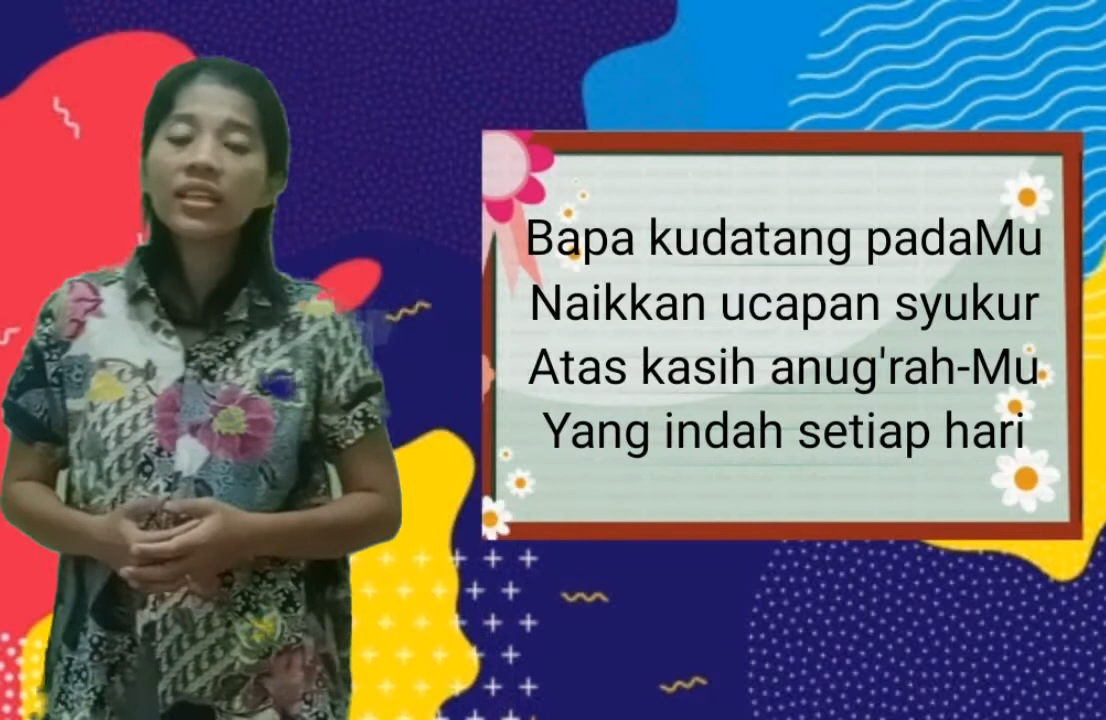 Bapa kudatang padaMu
Naikkan ucapan syukur
Atas kasih anug'rah-Mu
Yang indah setiap hari